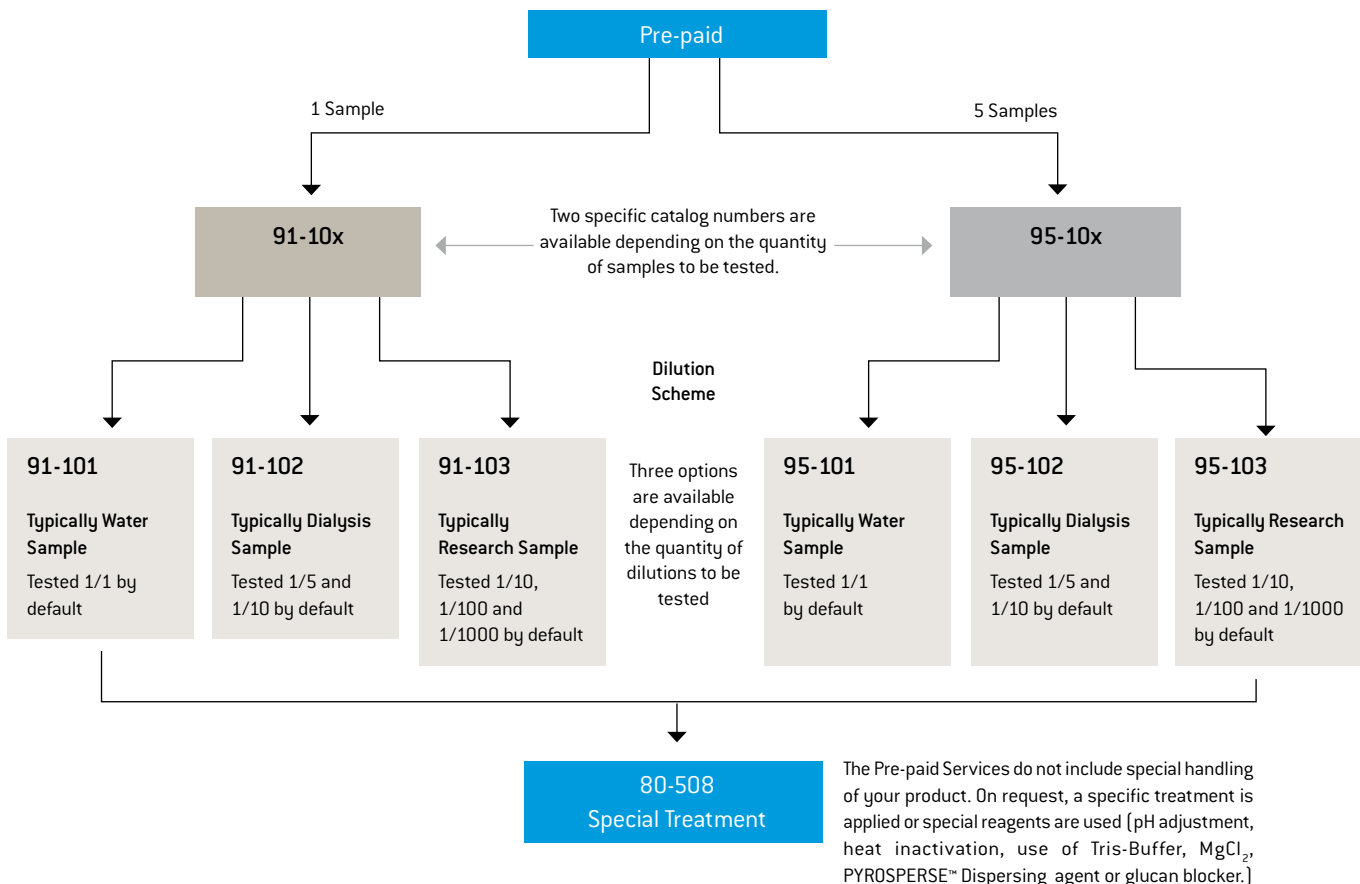 Pre-paid
1 Sample
5 Samples
91-10x
Two specific catalog numbers are
available depending on the quantity
of samples to be tested.
95-10x
Dilution
Scheme
91-101
Typically Water
Sample
Tested 1/1 by
default
91-102
Typically Dialysis
Sample
Tested 1/5 and
1/10 by default
91-103
Typically
Research Sample
Tested 1/10,
1/100 and
1/1000 by default
Three options
are available
depending on
the quantity of
dilutions to be
tested
95-101
Typically Water
Sample
Tested 1/1
by default
95-102
Typically Dialysis
Sample
Tested 1/5 and
1/10 by default
95-103
Typically Research
Sample
Tested 1/10,
1/100 and 1/1000
by default
80-508
Special Treatment
The Pre-paid Services do not include special handling
of your product. On request, a specific treatment is
applied or special reagents are used (pH adjustment,
heat inactivation, use of Tris-Buffer, MgCl₂,
PYROSPERSE™ Dispersing agent or glucan blocker.)